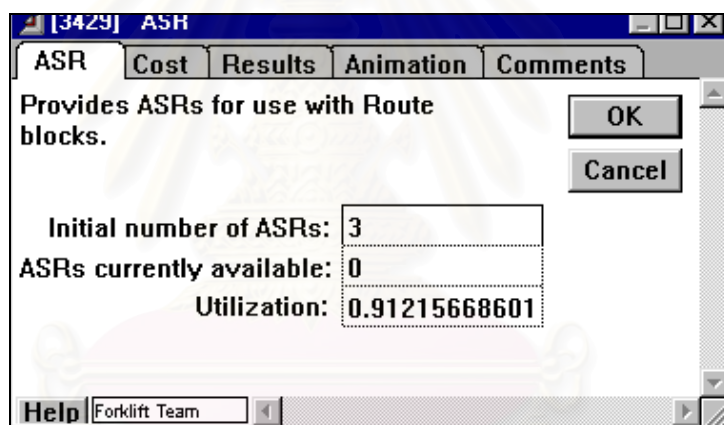 [3429] ASR
ASR Cost Results Animation Comments
Provides ASRs for use with Route
blocks.
OK
Cancel
Initial number of ASRs: 3
ASRs currently available: 0
Utilization: 0.91215668601
Help Forklift Team